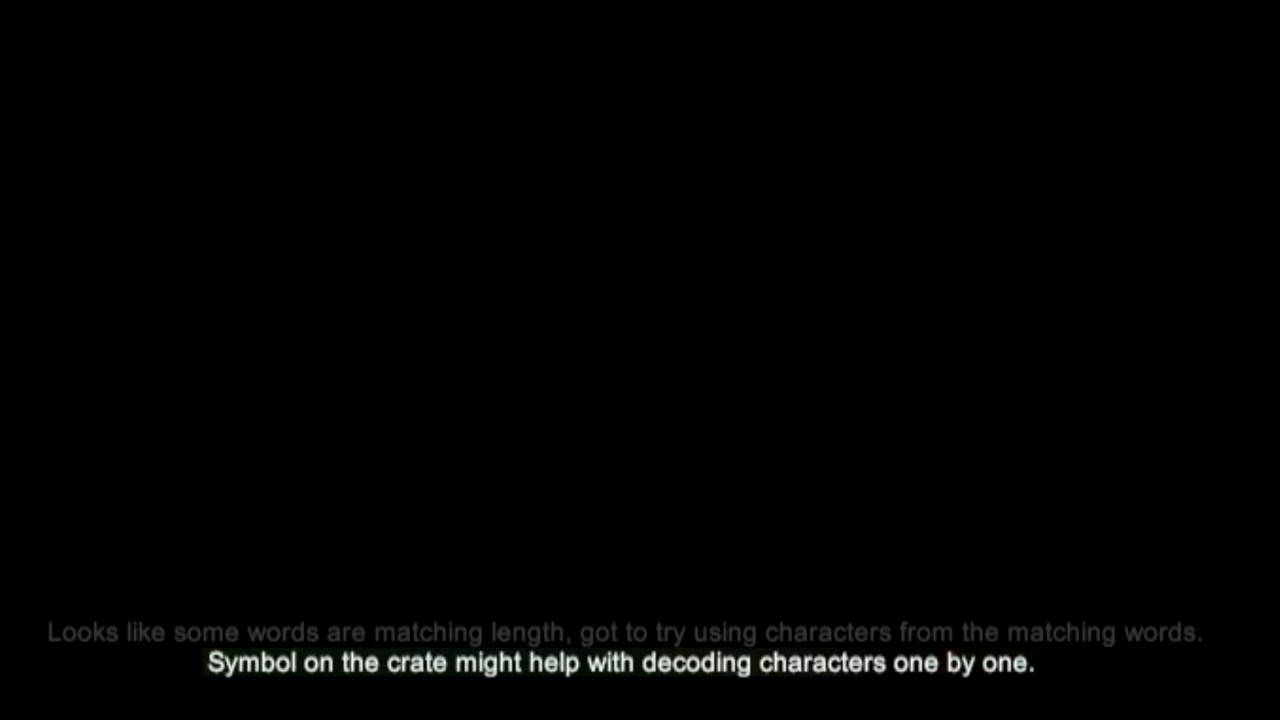 Looks like some words are matching length, got to try using characters from the matching words.
Symbol on the crate might help with decoding characters one by one.